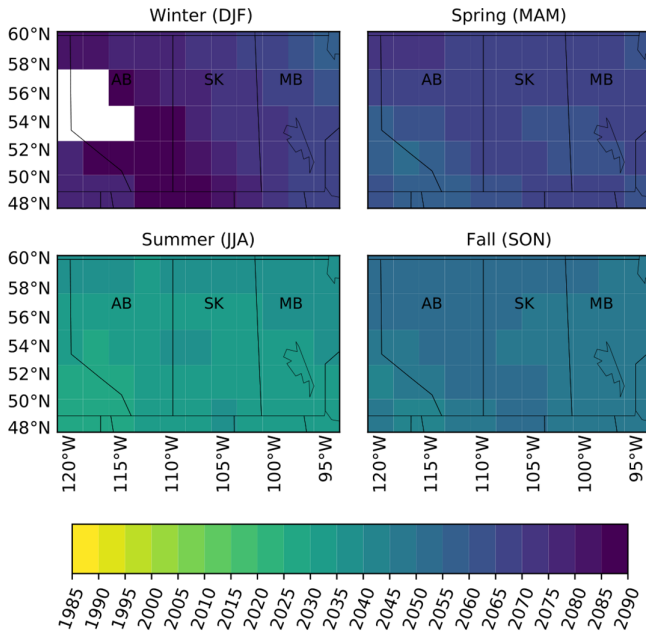 Winter (DJF) Spring (MAM)
60°N
58°N
56°N
54°N
52°N
50°N
48°N
AB SK MB
AB SK MB
Summer (JJA) Fall (SON)
60°N
58°N
56°N
54°N
52°N
50°N
48°N
AB SK MB
AB SK MB
120°W 115°W 110°W 105°W 100°W 95°W
120°W 115°W 110°W 105°W 100°W 95°W
1985 1990 1995 2000 2005 2010 2015 2020 2025 2030 2035 2040 2045 2050 2055 2060 2065 2070 2075 2080 2085 2090